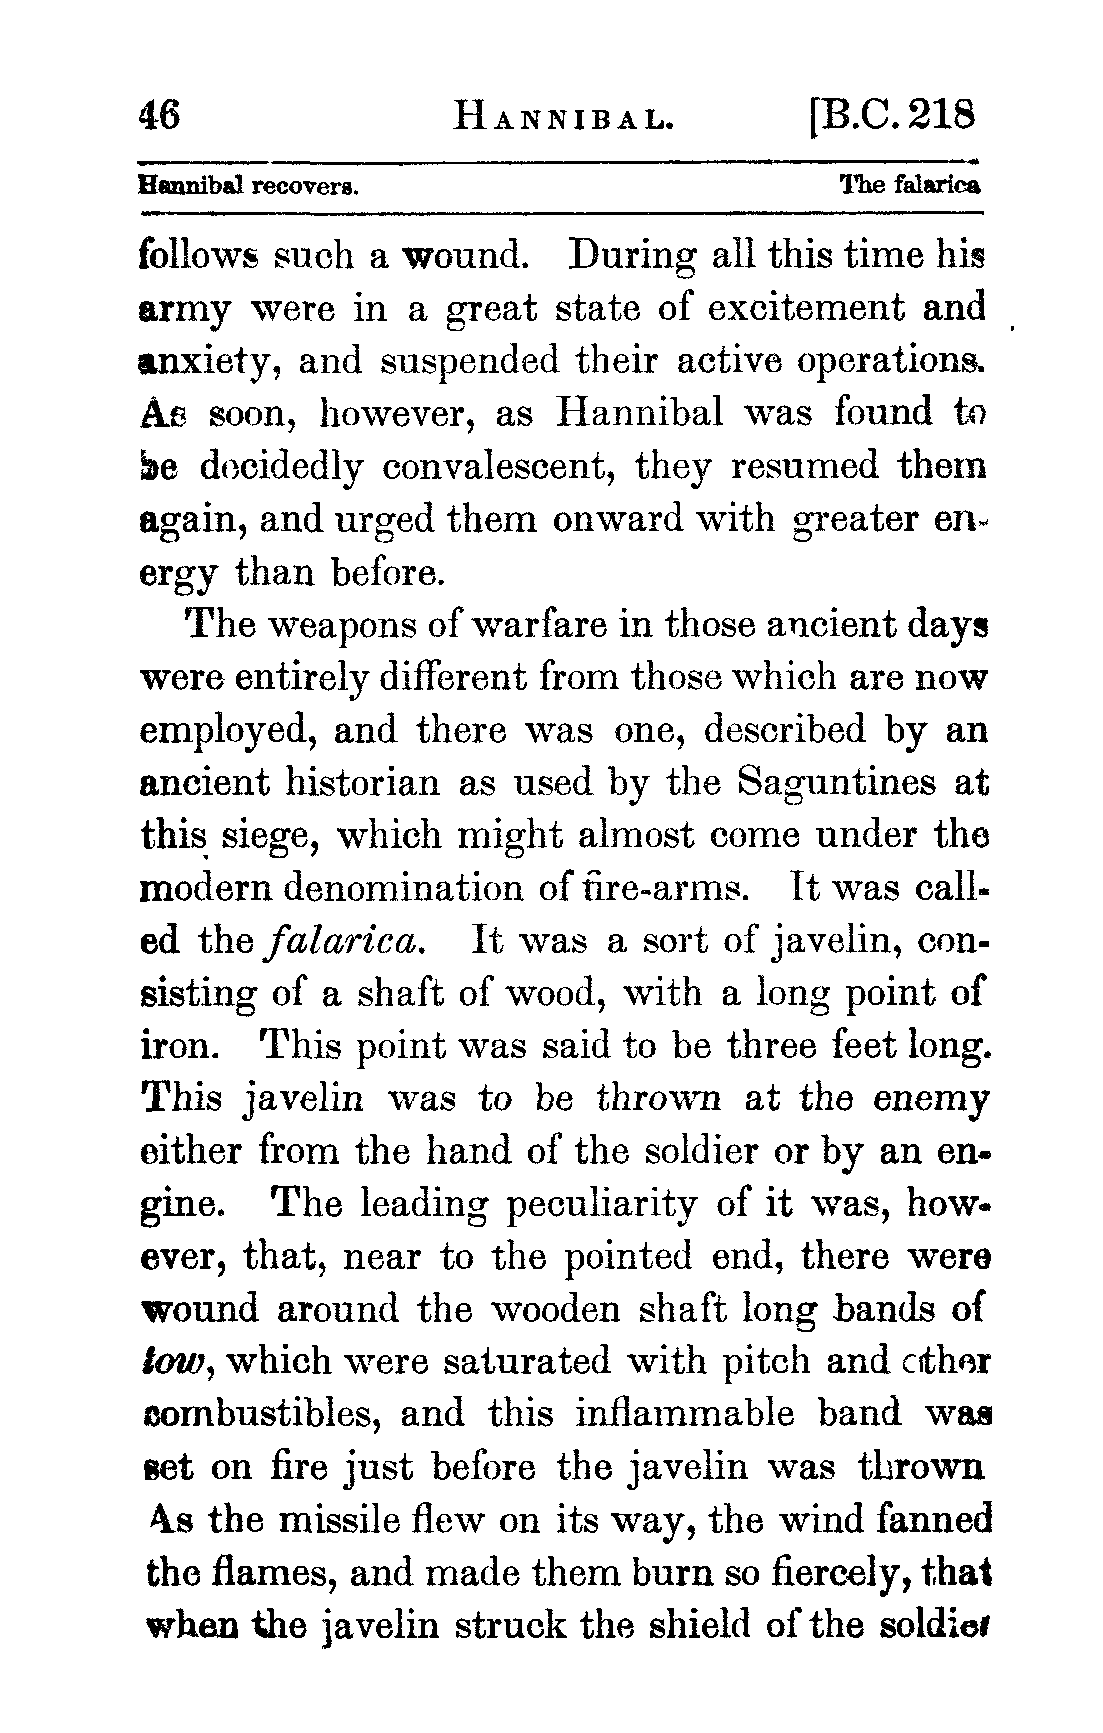 46 HANNIBAL. [B.C. 218
Hannibal recovers. The falarica
follows such a wound. During all this time his
army were in a great state of excitement and
anxiety, and suspended their active operations.
As soon, however, as Hannibal was found to
be decidedly convalescent, they resumed them
again, and urged them onward with greater en-
ergy than before.
The weapons of warfare in those ancient days
were entirely different from those which are now
employed, and there was one, described by an
ancient historian as used by the Saguntines at
this siege, which might almost come under the
modern denomination of fire-arms. It was call-
ed the falarica. It was a sort of javelin, con-
sisting of a shaft of wood, with a long point of
iron. This point was said to be three feet long.
This javelin was to be thrown at the enemy
either from the hand of the soldier or by an en-
gine. The leading peculiarity of it was, how-
ever, that, near to the pointed end, there were
wound around the wooden shaft long bands of
tow, which were saturated with pitch and other
combustibles, and this inflammable band was
set on fire just before the javelin was thrown
As the missile flew on its way, the wind fanned
the flames, and made them burn so fiercely, that
when the javelin struck the shield of the soldier